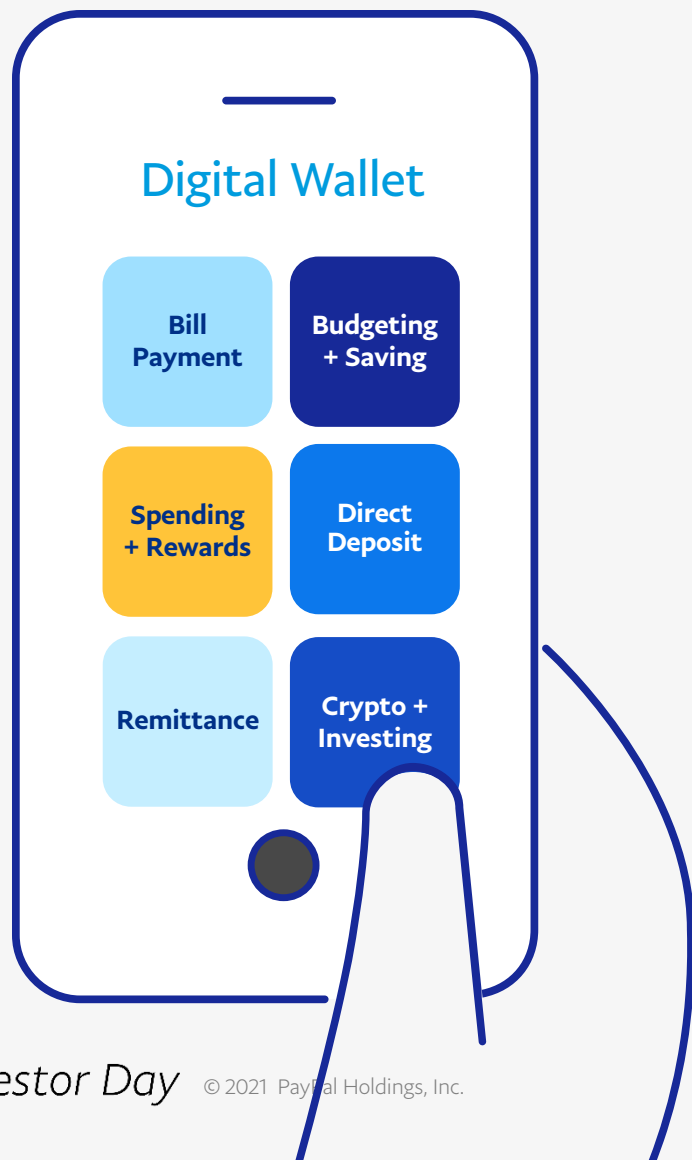 Digital Wallet
Bill
Payment
Budgeting
+ Saving
Spending
+ Rewards
Direct
Deposit
Remittance
Crypto +
Investing
estor Day © 2021 PayPal Holdings, Inc.